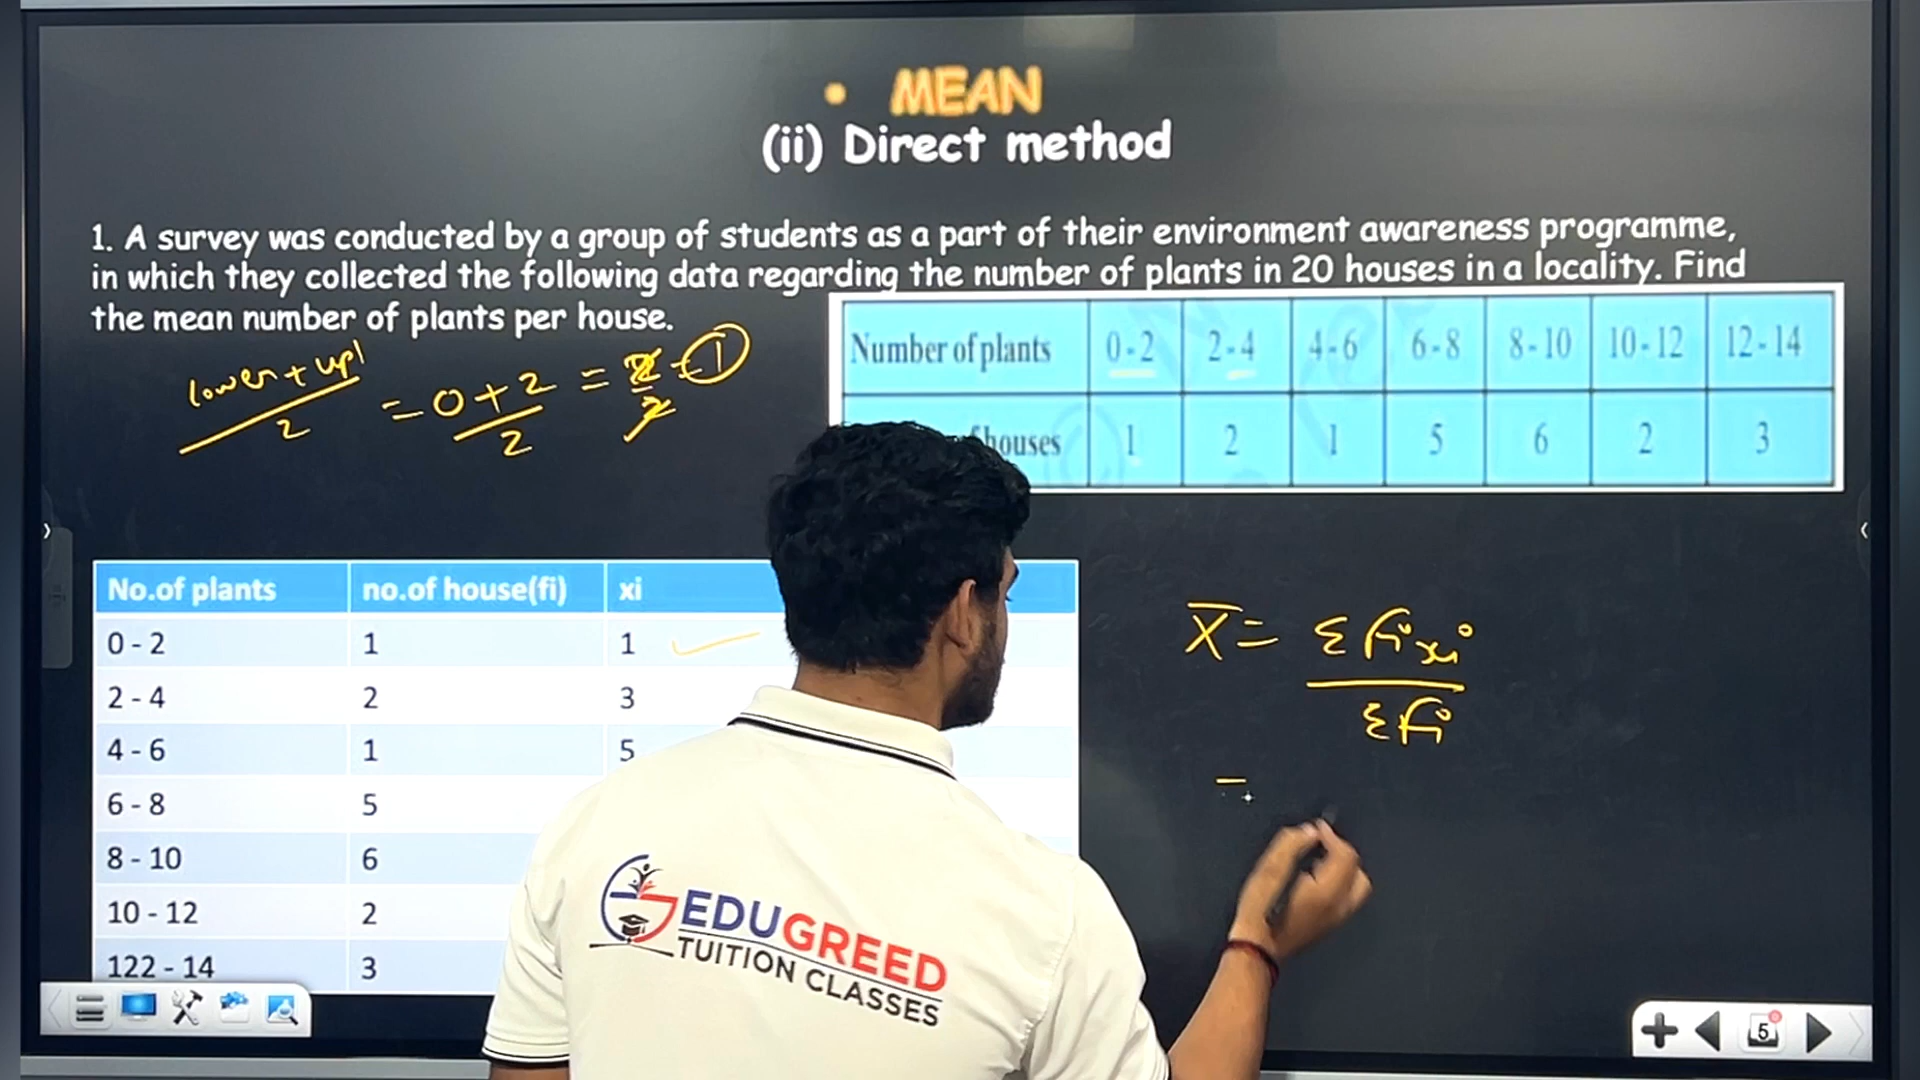 • MEAN
(ii) Direct method
1. A survey was conducted by a group of students as a part of their environment awareness programme,
in which they collected the following data regarding the number of plants in 20 houses in a locality. Find
the mean number of plants per house.
lower + upl / 2 = 0+2 / 2 = 2 / 2 = 1
Number of plants 0-2 2-4 4-6 6-8 8-10 10-12 12-14
houses 1 2 1 5 6 2 3
No.of plants no.of house(fi) xi
0 - 2 1 1 ✓
2 - 4 2 3
4 - 6 1 5
6 - 8 5
8 - 10 6
10 - 12 2
122 - 14 3
X̅ = Σfixi / Σfi
EDUGREED
TUITION CLASSES
5